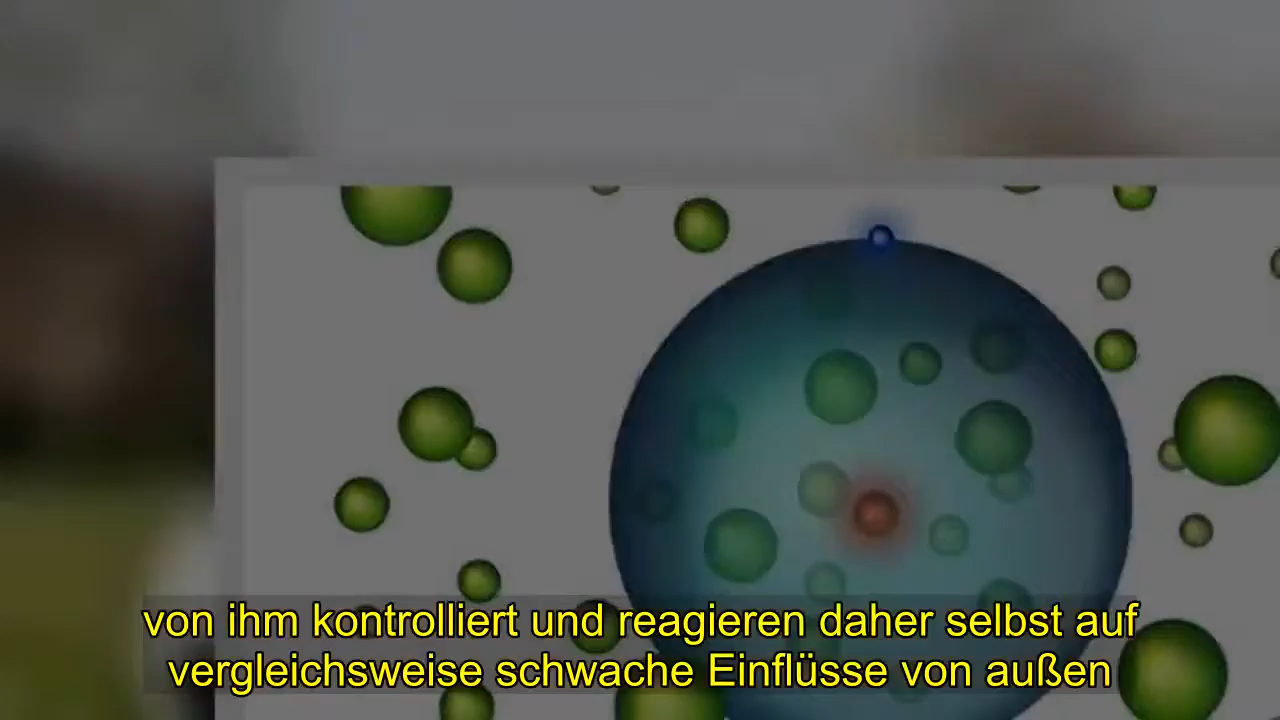 von ihm kontrolliert und reagieren daher selbst auf
vergleichsweise schwache Einflüsse von außen